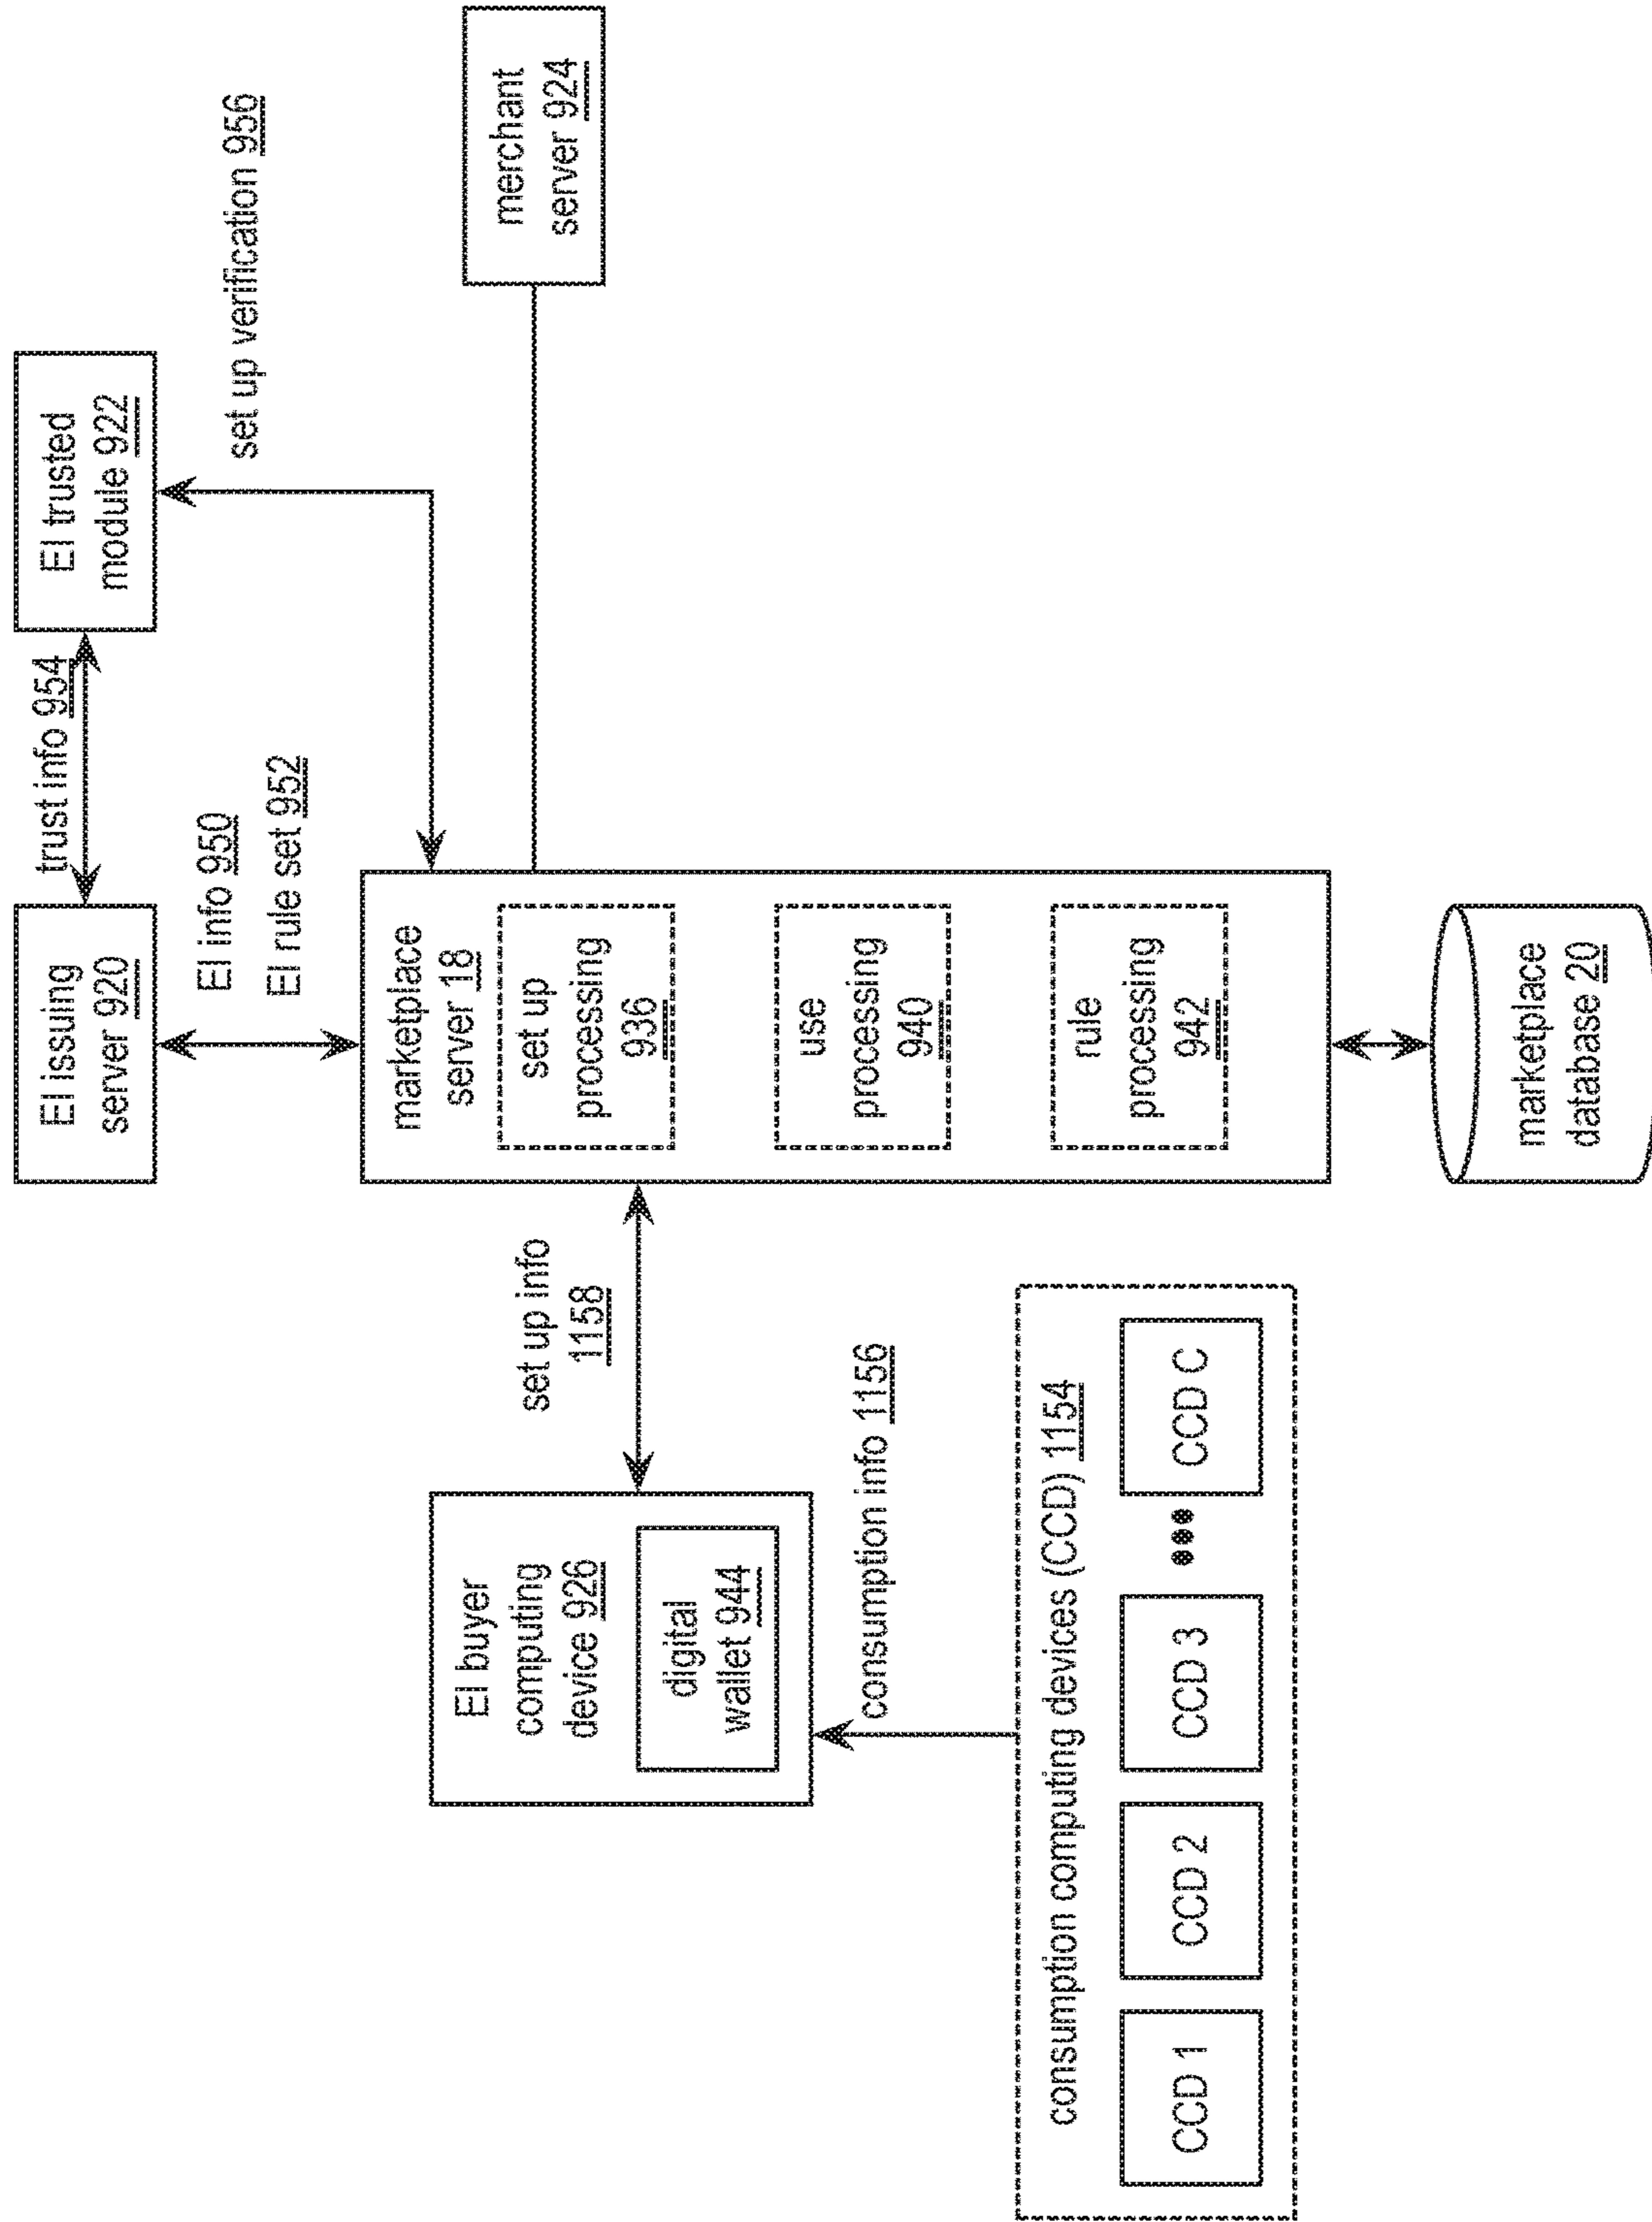 EI issuing
server 920
trust info 954
EI trusted
module 922
EI info 950
EI rule set 952
set up verification 956
marketplace
server 18
set up
processing
936
use
processing
940
rule
processing
942
merchant
server 924
set up info
1158
EI buyer
computing
device 926
digital
wallet 944
consumption info 1156
consumption computing devices (CCD) 1154
CCD 1
CCD 2
CCD 3
CCD C
marketplace
database 20